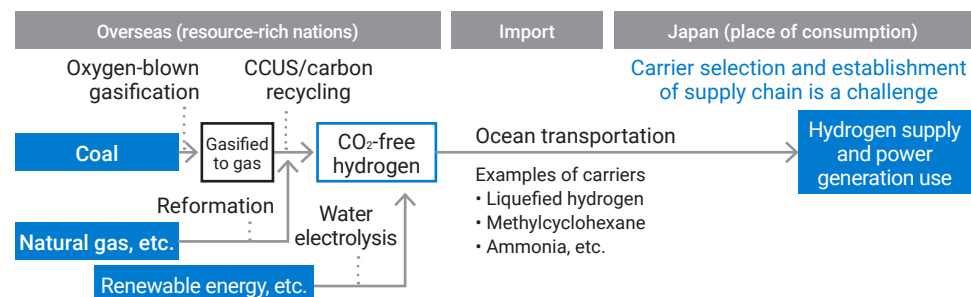 Overseas (resource-rich nations)
Import
Japan (place of consumption)
Oxygen-blown
gasification
CCUS/carbon
recycling
Carrier selection and establishment
of supply chain is a challenge
Coal
Gasified
to gas
CO₂-free
hydrogen
Ocean transportation
Hydrogen supply
and power
generation use
Examples of carriers
• Liquefied hydrogen
• Methylcyclohexane
• Ammonia, etc.
Reformation
Water
electrolysis
Natural gas, etc.
Renewable energy, etc.